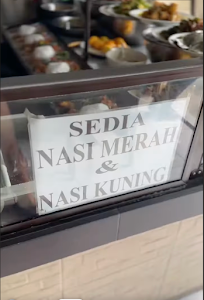 SEDIA
NASI MERAH
&
NASI KUNING